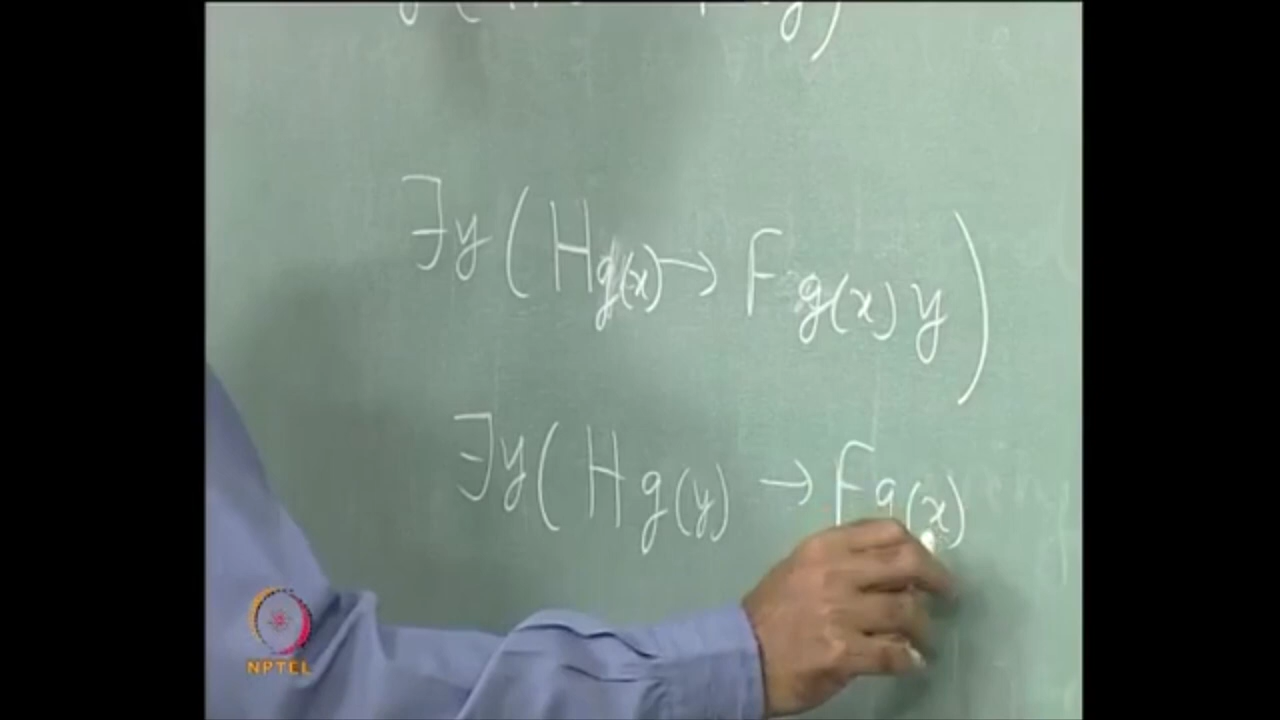 ∃y(Hg(x) → Fg(x)y)
∃y(Hg(y) → Fg(x)
NPTEL